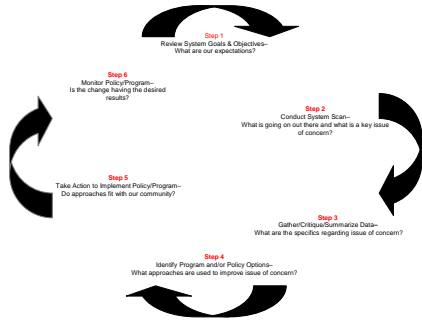 Step 1
Review System Goals & Objectives–
What are our expectations?
Step 2
Conduct System Scan–
What is going on out there and what is a key issue
of concern?
Step 3
Gather/Critique/Summarize Data–
What are the specifics regarding issue of concern?
Step 4
Identify Program and/or Policy Options–
What approaches are used to improve issue of concern?
Step 5
Take Action to Implement Policy/Program–
Do approaches fit with our community?
Step 6
Monitor Policy/Program–
Is the change having the desired
results?